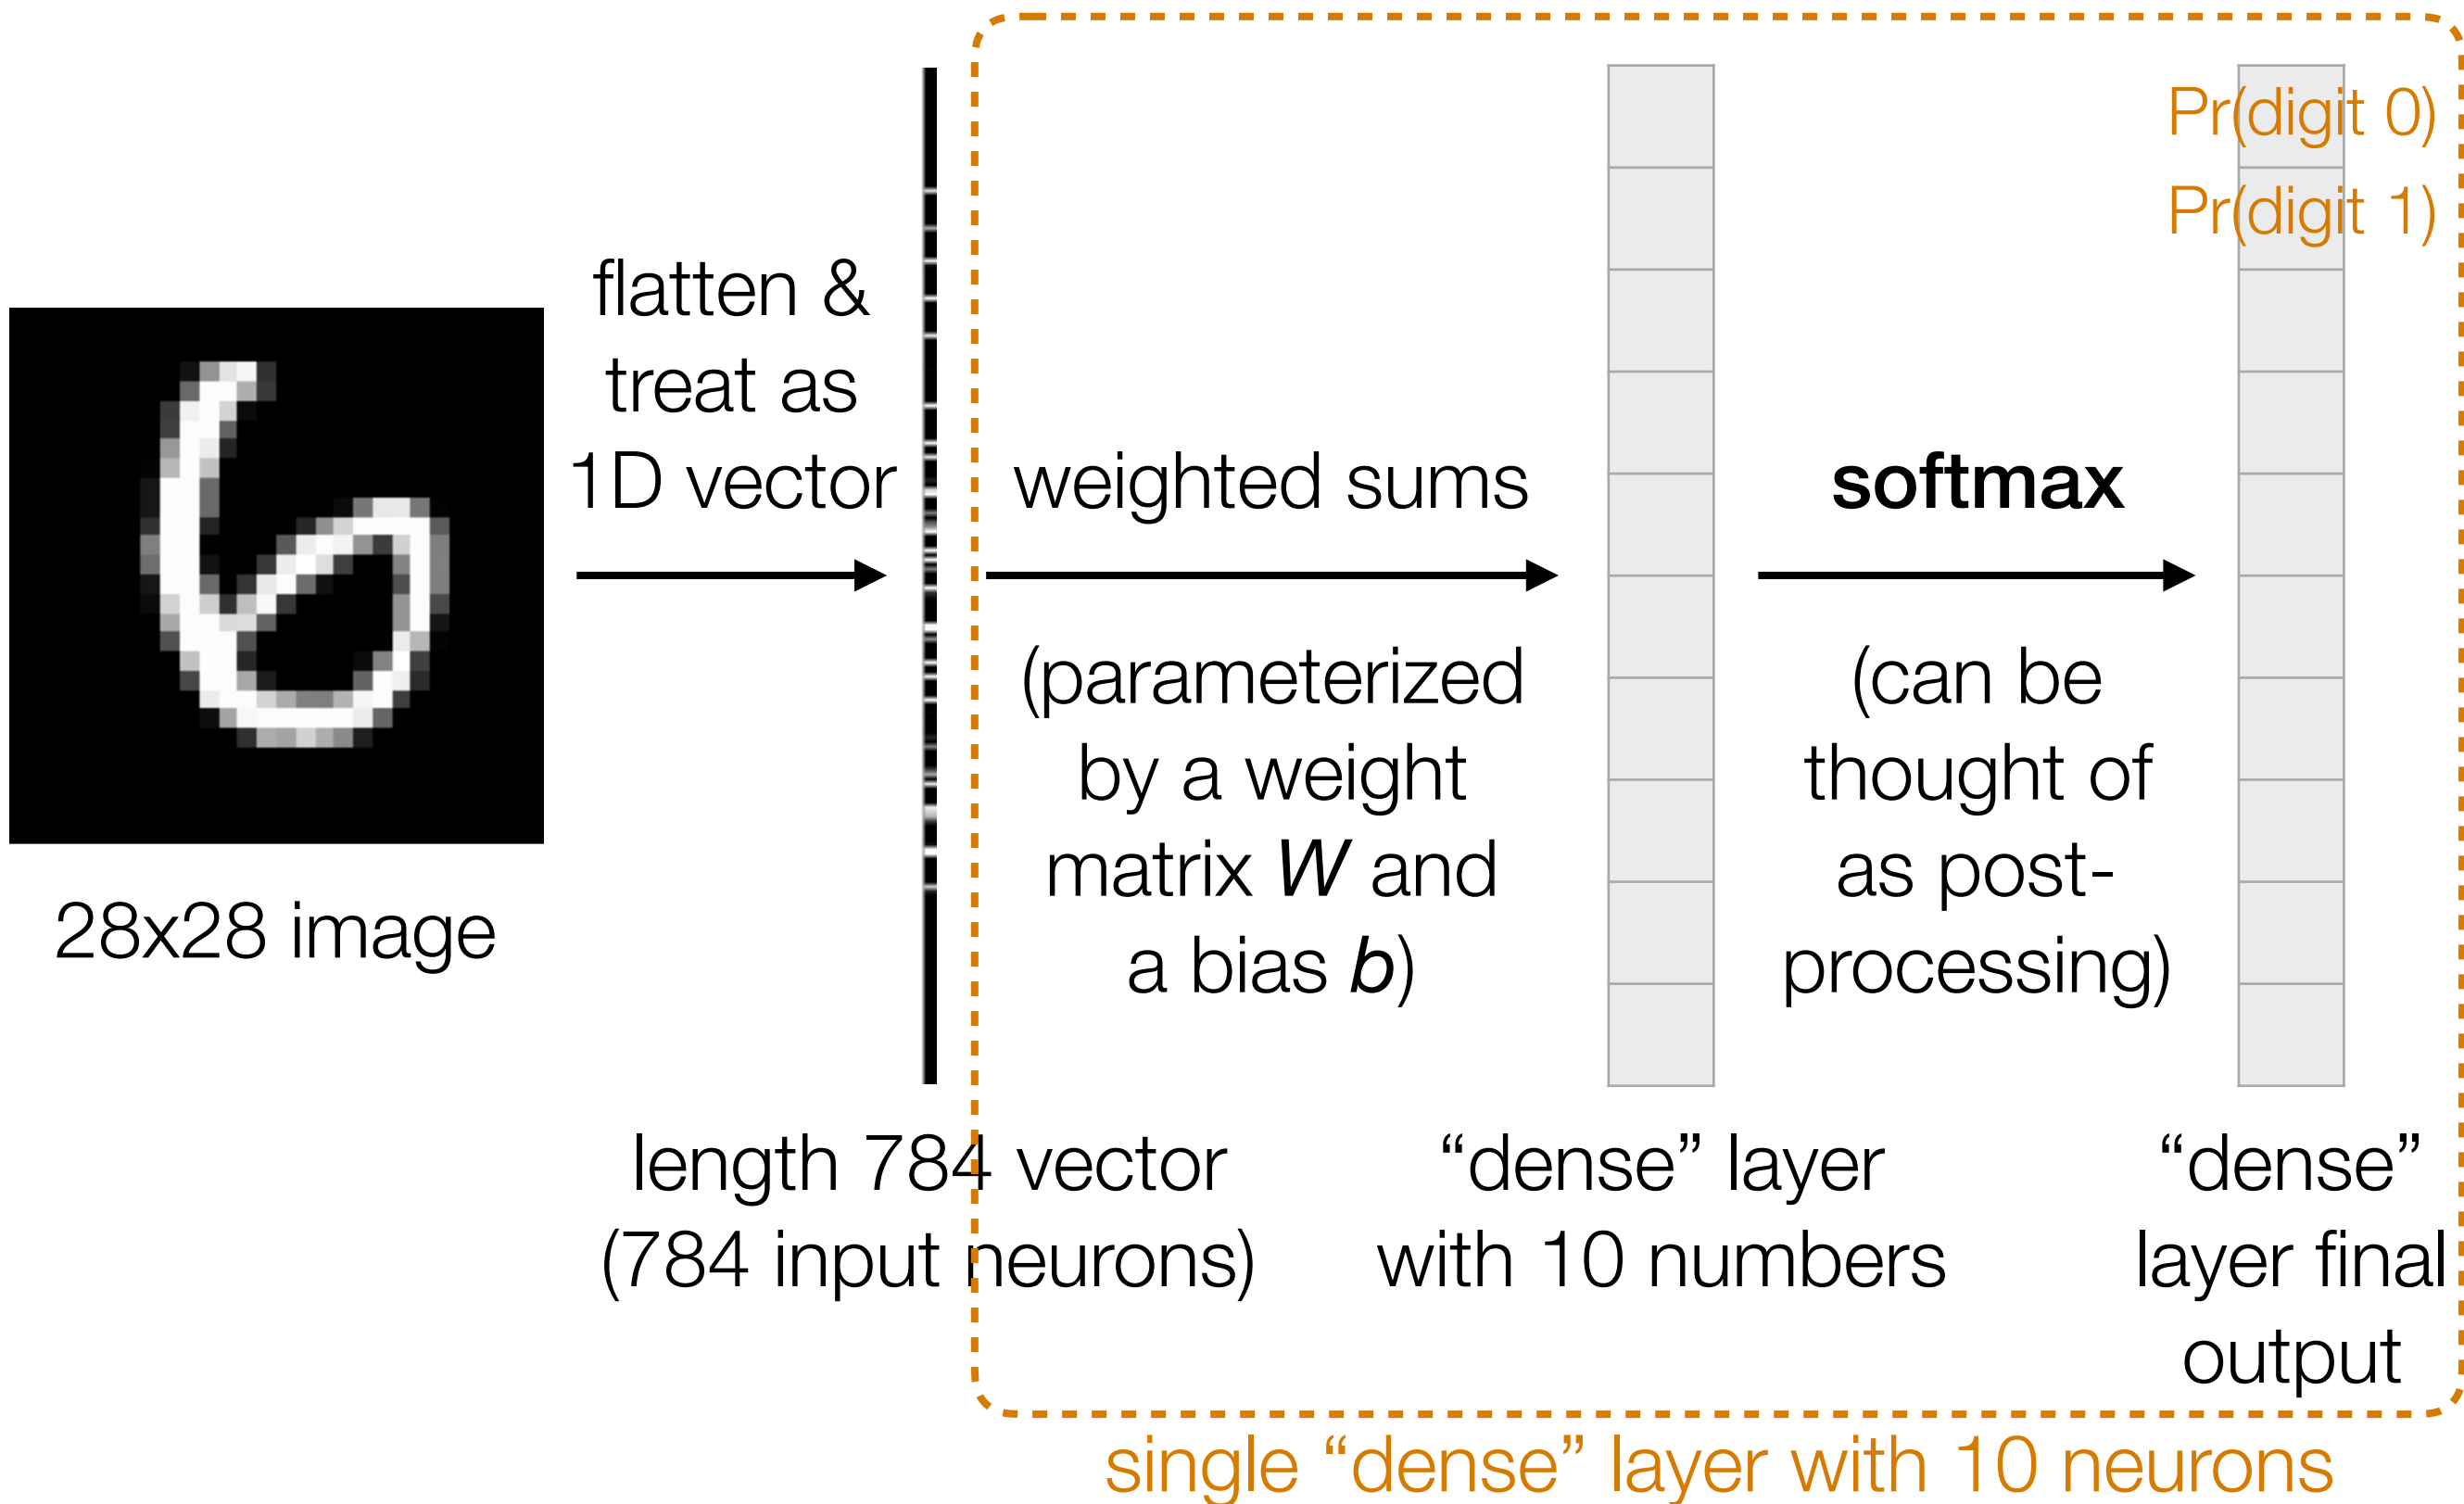 flatten &
treat as
1D vector
28x28 image
length 784 vector
(784 input neurons)
weighted sums
(parameterized
by a weight
matrix W and
a bias b)
“dense” layer
with 10 numbers
softmax
(can be
thought of
as post-
processing)
Pr(digit 0)
Pr(digit 1)
“dense”
layer final
output
single “dense” layer with 10 neurons